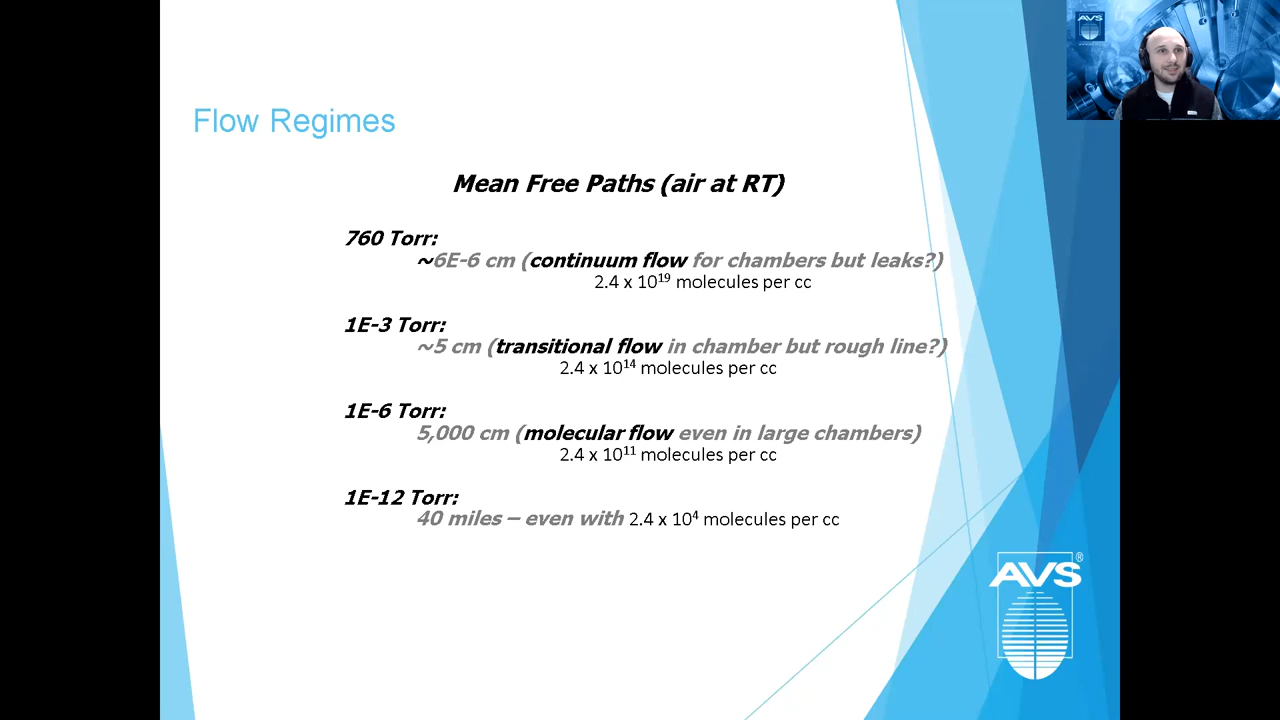 AVS
Flow Regimes
Mean Free Paths (air at RT)
760 Torr:
~6E-6 cm (continuum flow for chambers but leaks?)
2.4 x 10¹⁹ molecules per cc
1E-3 Torr:
~5 cm (transitional flow in chamber but rough line?)
2.4 x 10¹⁴ molecules per cc
1E-6 Torr:
5,000 cm (molecular flow even in large chambers)
2.4 x 10¹¹ molecules per cc
1E-12 Torr:
40 miles – even with 2.4 x 10⁴ molecules per cc
AVS®